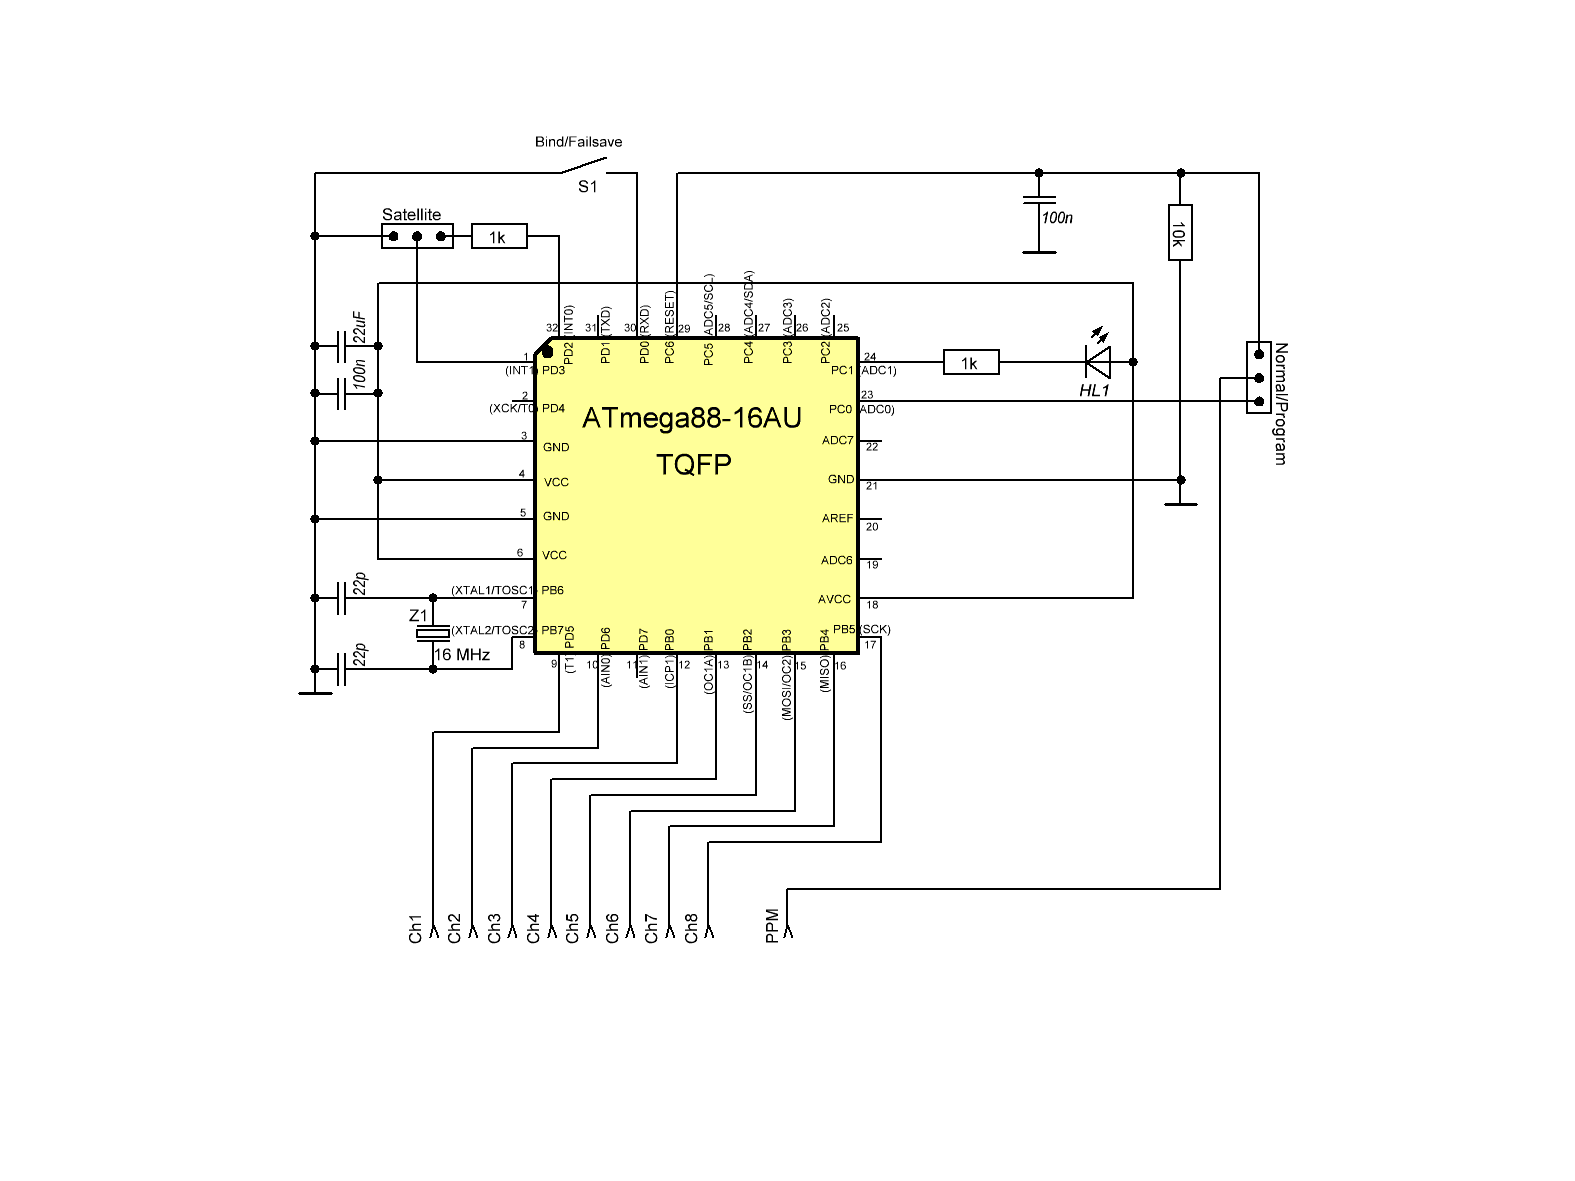 Bind/Failsave
S1
Satellite
1k
100n
10k
22uF
100n
32 PD2 (INT0)
31 PD1 (TXD)
30 PD0 (RXD)
29 PC6 (RESET)
28 PC5 (ADC5/SCL)
27 PC4 (ADC4/SDA)
26 PC3 (ADC3)
25 PC2 (ADC2)
1 (INT1) PD3
2 (XCK/T0) PD4
3 GND
4 VCC
5 GND
6 VCC
(XTAL1/TOSC1) PB6
7
(XTAL2/TOSC2) PB7
8
ATmega88-16AU
TQFP
24
PC1 (ADC1)
23
PC0 (ADC0)
ADC7 22
GND 21
AREF 20
ADC6 19
AVCC 18
PB5 (SCK)
17
1k
HL1
Normal/Program
22p
Z1
16 MHz
22p
9 (T1) PD5
10 (AIN0) PD6
11 (AIN1) PD7
12 (ICP1) PB0
13 (OC1A) PB1
14 (SS/OC1B) PB2
15 (MOSI/OC2) PB3
16 (MISO) PB4
Ch1
Ch2
Ch3
Ch4
Ch5
Ch6
Ch7
Ch8
PPM